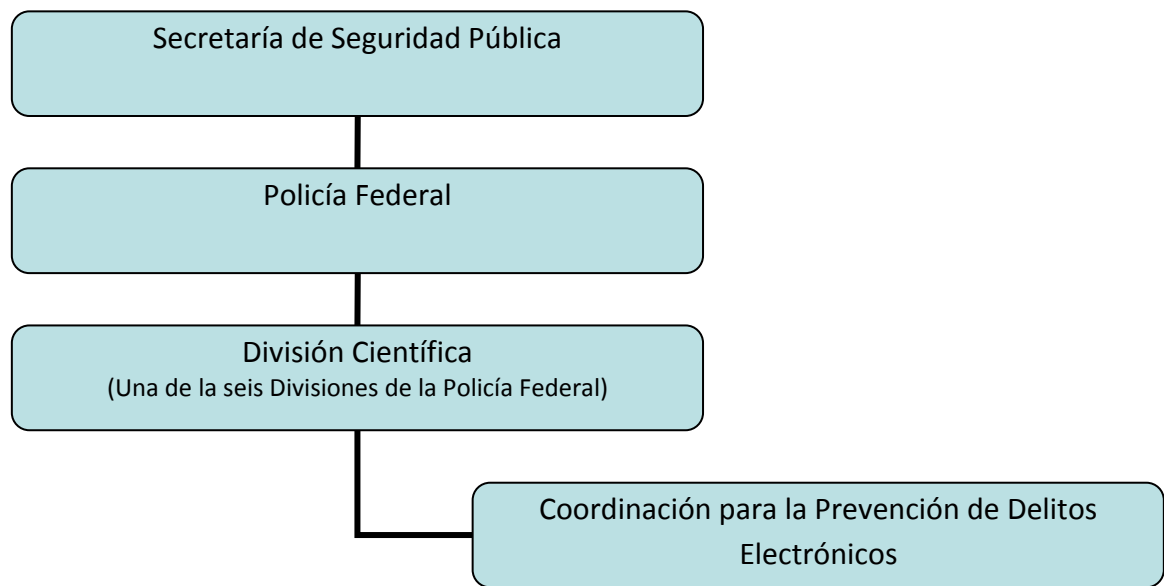 Secretaría de Seguridad Pública
Policía Federal
División Científica
(Una de la seis Divisiones de la Policía Federal)
Coordinación para la Prevención de Delitos
Electrónicos